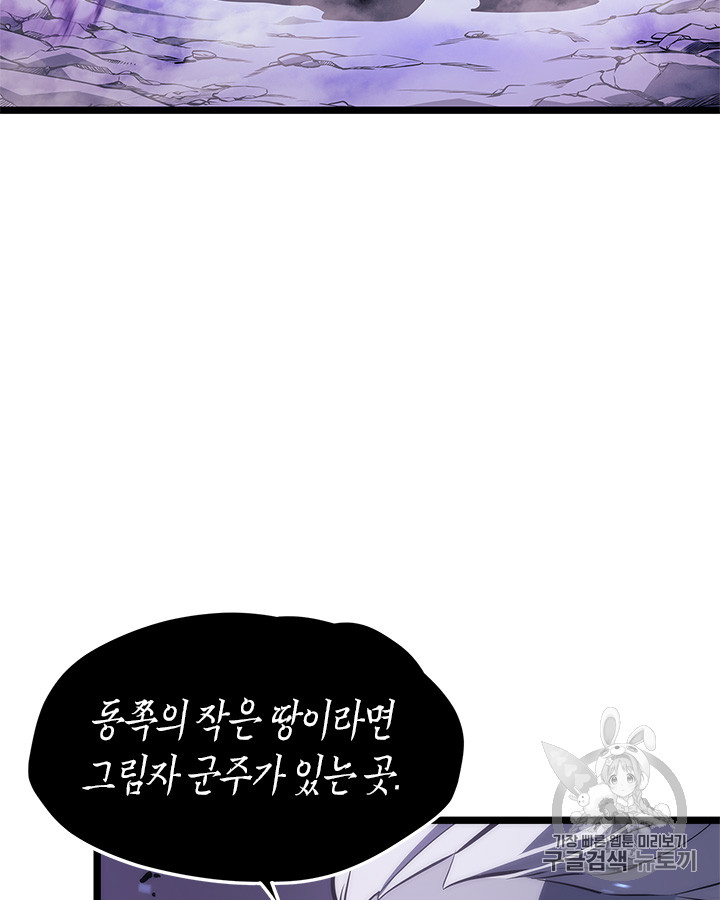 동쪽의 작은 땅이라면
그림자 군주가 있는 곳.
가장 빠른 웹툰 미리보기
구글검색 뉴토끼